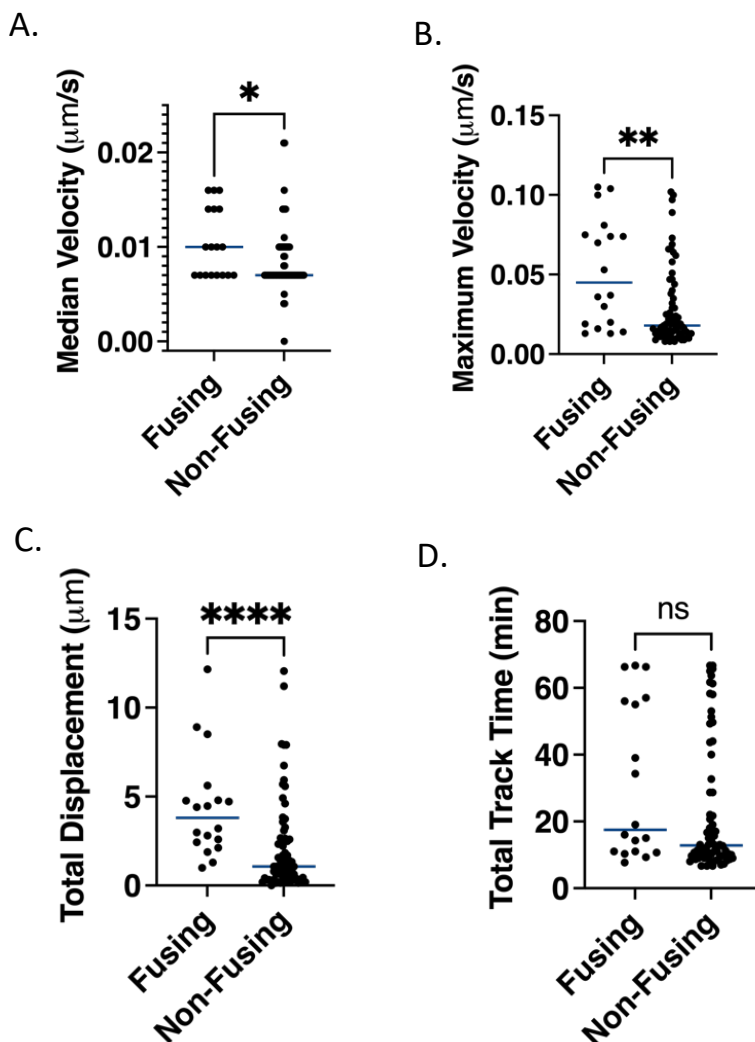 A.
Median Velocity (μm/s)
*
0.02
0.01
0.00
Fusing
Non-Fusing
B.
Maximum Velocity (μm/s)
**
0.15
0.10
0.05
0.00
Fusing
Non-Fusing
C.
Total Displacement (μm)
****
15
10
5
0
Fusing
Non-Fusing
D.
Total Track Time (min)
ns
80
60
40
20
0
Fusing
Non-Fusing